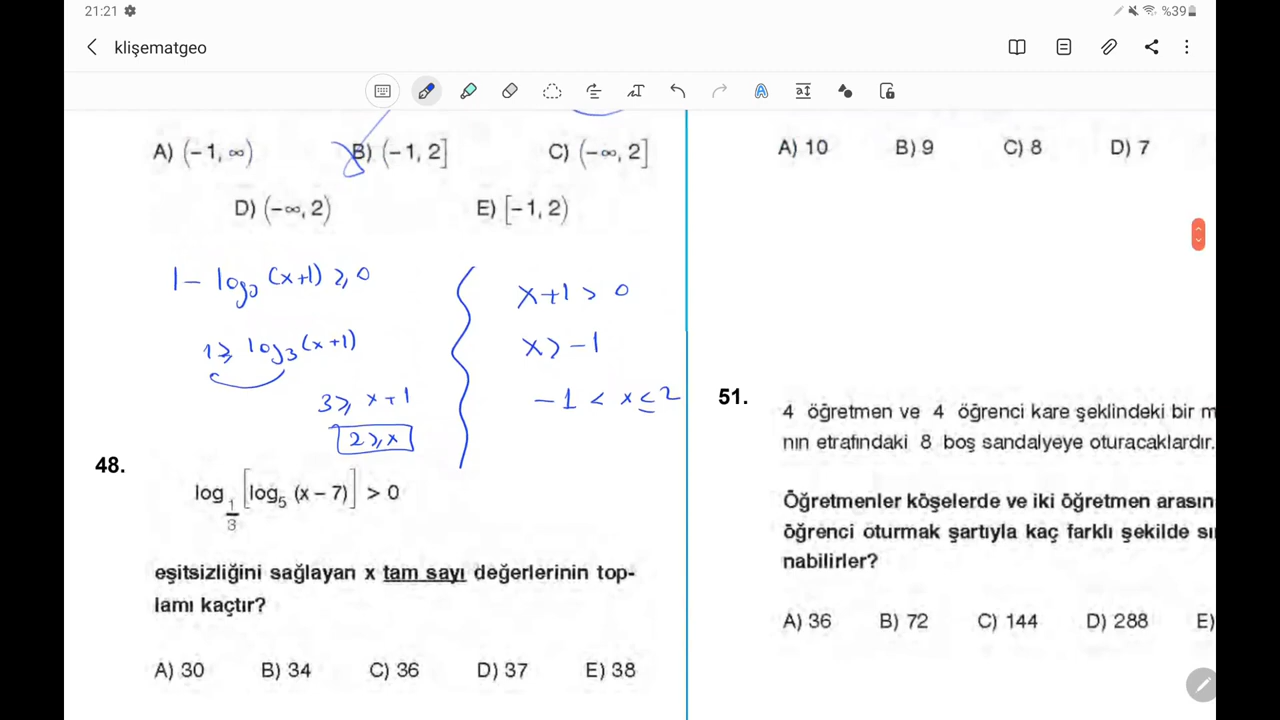 21:21 %39
klişematgeo
A) (−1, ∞) B) (−1, 2] C) (−∞, 2]
D) (−∞, 2) E) [−1, 2)
1 − log₃(x+1) ≥ 0
1 ≥ log₃(x+1)
3 ≥ x+1
2 ≥ x
x+1 > 0
x > −1
−1 < x ≤ 2
48.
log_{1/3} [log₅ (x − 7)] > 0
eşitsizliğini sağlayan x tam sayı değerlerinin top-
lamı kaçtır?
A) 30 B) 34 C) 36 D) 37 E) 38
A) 10 B) 9 C) 8 D) 7
51.
4 öğretmen ve 4 öğrenci kare şeklindeki bir m
nın etrafındaki 8 boş sandalyeye oturacaklardır.
Öğretmenler köşelerde ve iki öğretmen arasın
öğrenci oturmak şartıyla kaç farklı şekilde sı
nabilirler?
A) 36 B) 72 C) 144 D) 288 E)